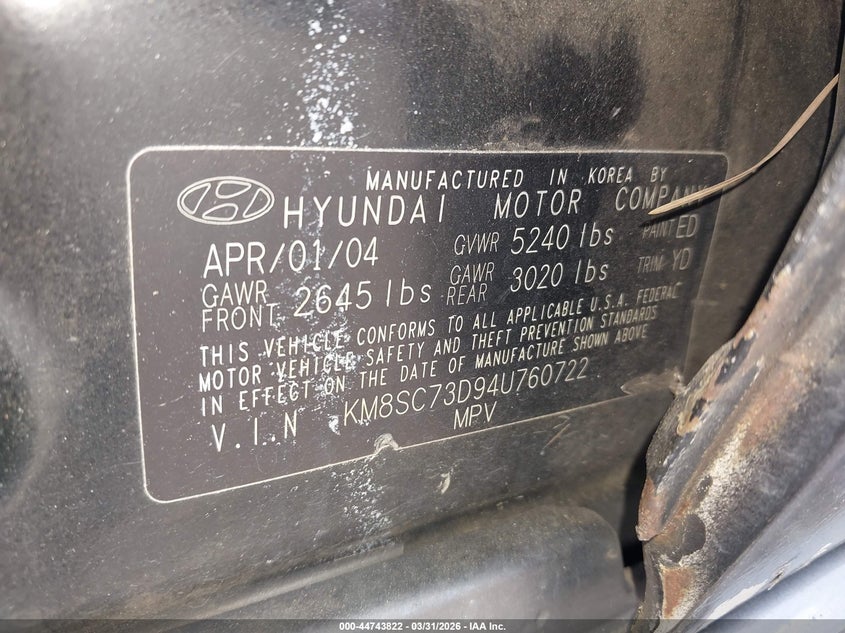 MANUFACTURED IN KOREA BY
HYUNDAI MOTOR COMPANY
APR/01/04 GVWR 5240 lbs PAINT ED
GAWR FRONT 2645 lbs GAWR REAR 3020 lbs TRIM YD
THIS VEHICLE CONFORMS TO ALL APPLICABLE U.S.A. FEDERAL
MOTOR VEHICLE SAFETY AND THEFT PREVENTION STANDARDS
IN EFFECT ON THE DATE OF MANUFACTURE SHOWN ABOVE
V.I.N KM8SC73D94U760722
MPV
000-44743822 - 03/31/2026 - IAA Inc.